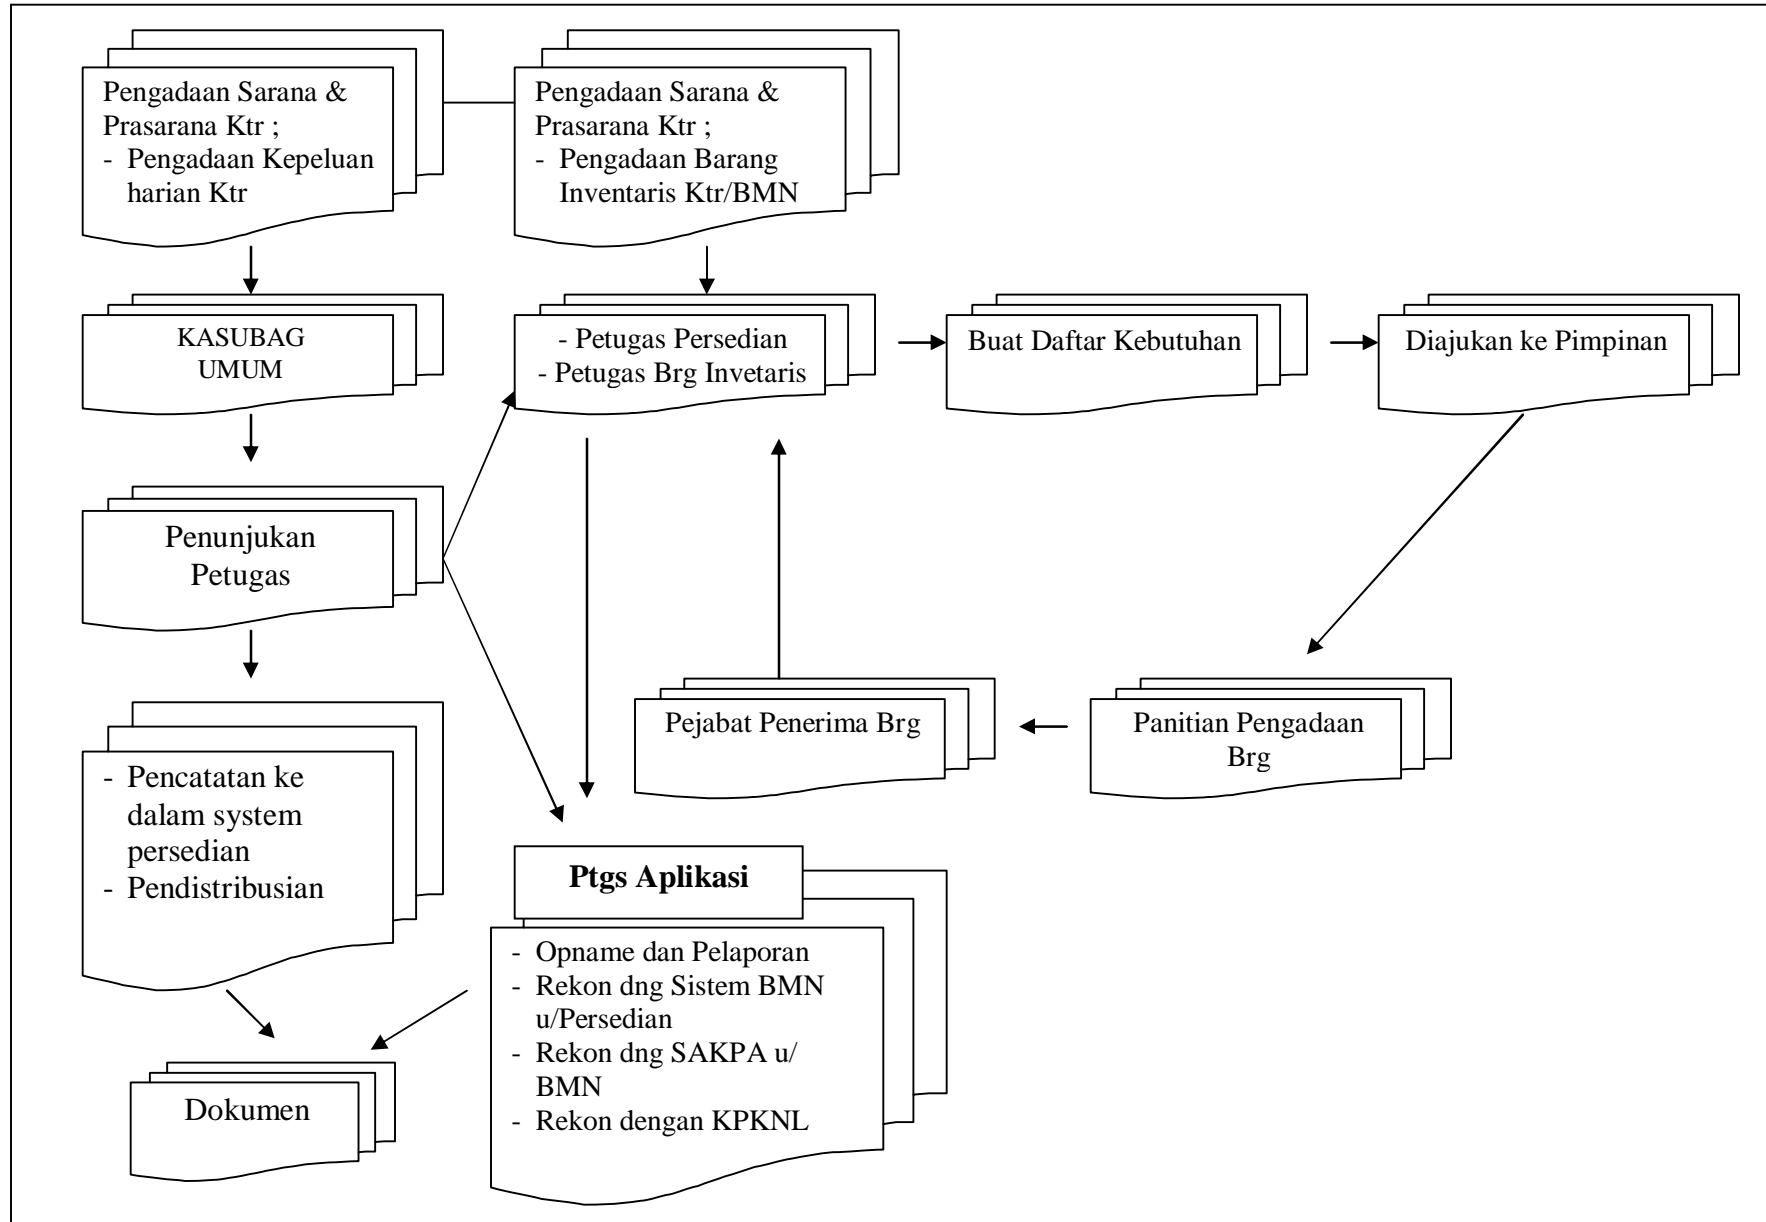 Pengadaan Sarana &
Prasarana Ktr ;
- Pengadaan Kepeluan
harian Ktr
Pengadaan Sarana &
Prasarana Ktr ;
- Pengadaan Barang
Inventaris Ktr/BMN
KASUBAG
UMUM
- Petugas Persedian
- Petugas Brg Invetaris
Buat Daftar Kebutuhan
Diajukan ke Pimpinan
Penunjukan
Petugas
Pejabat Penerima Brg
Panitian Pengadaan
Brg
- Pencatatan ke
dalam system
persedian
- Pendistribusian
Ptgs Aplikasi
- Opname dan Pelaporan
- Rekon dng Sistem BMN
u/Persedian
- Rekon dng SAKPA u/
BMN
- Rekon dengan KPKNL
Dokumen